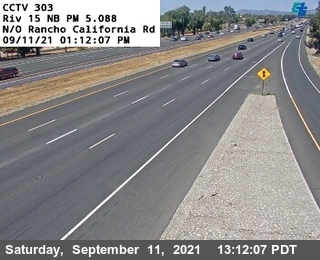 CCTV 303
Riv 15 NB PM 5.088
N/O Rancho California Rd
09/11/21 01:12:07 PM
Saturday, September 11, 2021 13:12:07 PDT